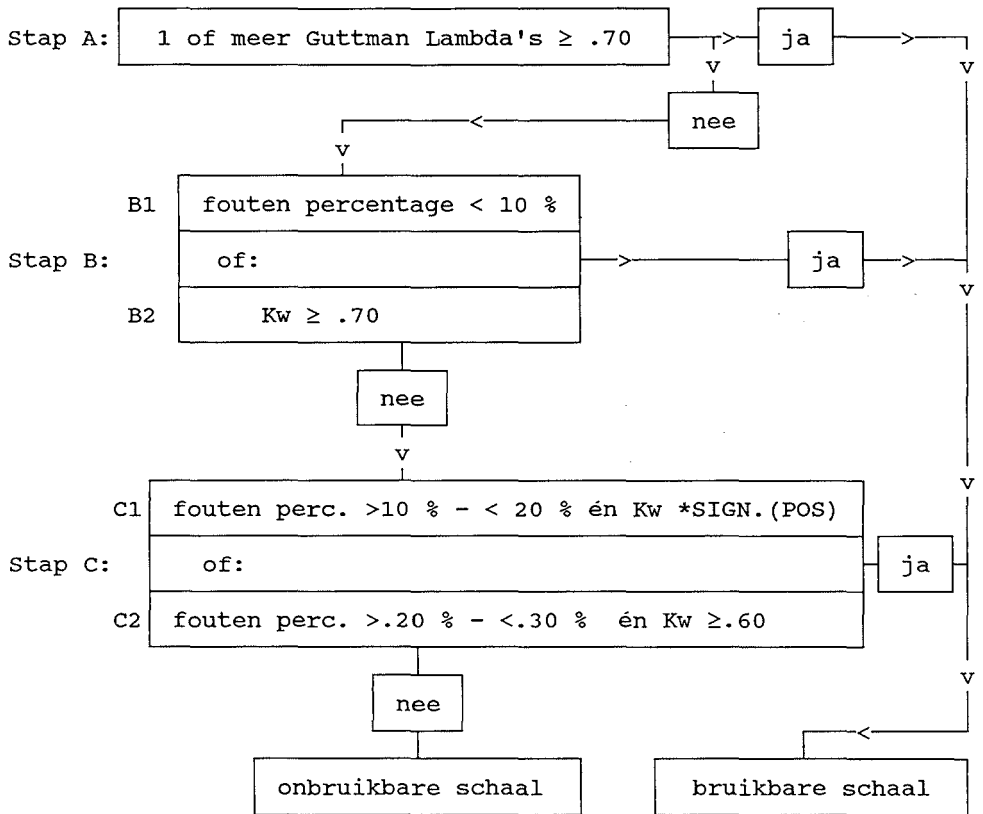 Stap A: 1 of meer Guttman Lambda's ≥ .70 > ja >
v v
nee
<
v
B1 fouten percentage < 10 %
Stap B: of: > ja >
v
B2 Kw ≥ .70
nee
v
v
C1 fouten perc. >10 % - < 20 % én Kw *SIGN.(POS)
Stap C: of: ja
C2 fouten perc. >.20 % - <.30 % én Kw ≥.60
v
nee
<
onbruikbare schaal bruikbare schaal